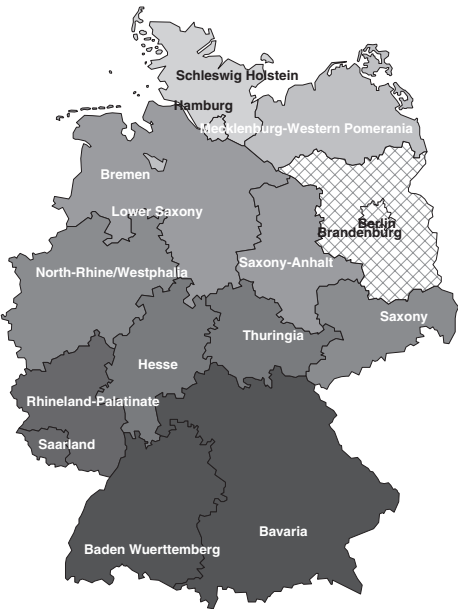 Schleswig Holstein
Hamburg
Mecklenburg-Western Pomerania
Bremen
Lower Saxony
Berlin
Brandenburg
Saxony-Anhalt
North-Rhine/Westphalia
Saxony
Thuringia
Hesse
Rhineland-Palatinate
Saarland
Bavaria
Baden Wuerttemberg